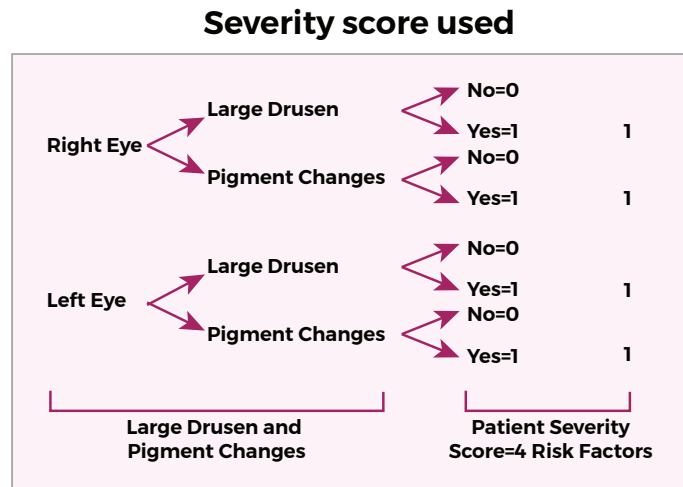 Severity score used
Large Drusen
No=0
Yes=1 1
Right Eye
Pigment Changes
No=0
Yes=1 1
Large Drusen
No=0
Yes=1 1
Left Eye
Pigment Changes
No=0
Yes=1 1
Large Drusen and
Pigment Changes
Patient Severity
Score=4 Risk Factors